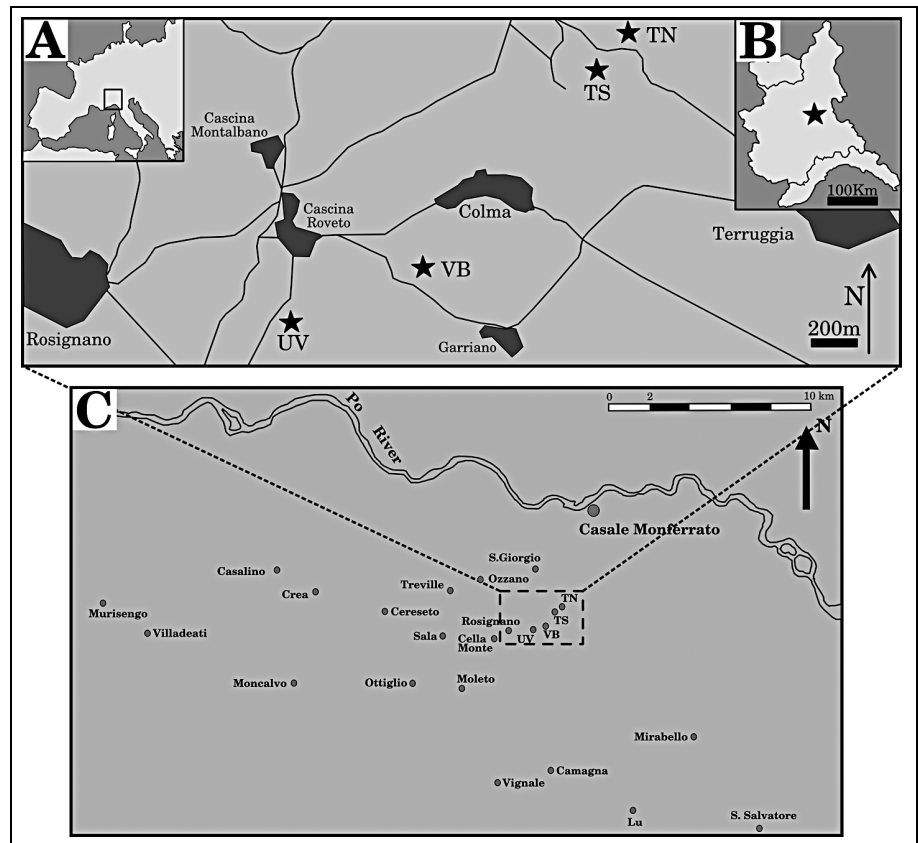 A
B
TN
TS
Cascina
Montalbano
100Km
Cascina
Roveto
Colma
Terruggia
VB
N
200m
Rosignano
UV
Garriano
C
Po
River
0 2 10 km
N
Casale Monferrato
S.Giorgio
Casalino
Ozzano
Treville
Crea
TN
Murisengo
Cereseto
TS
Rosignano
Villadeati
Sala
Cella
Monte
UV
VB
Moncalvo
Ottiglio
Moleto
Mirabello
Camagna
Vignale
Lu
S. Salvatore